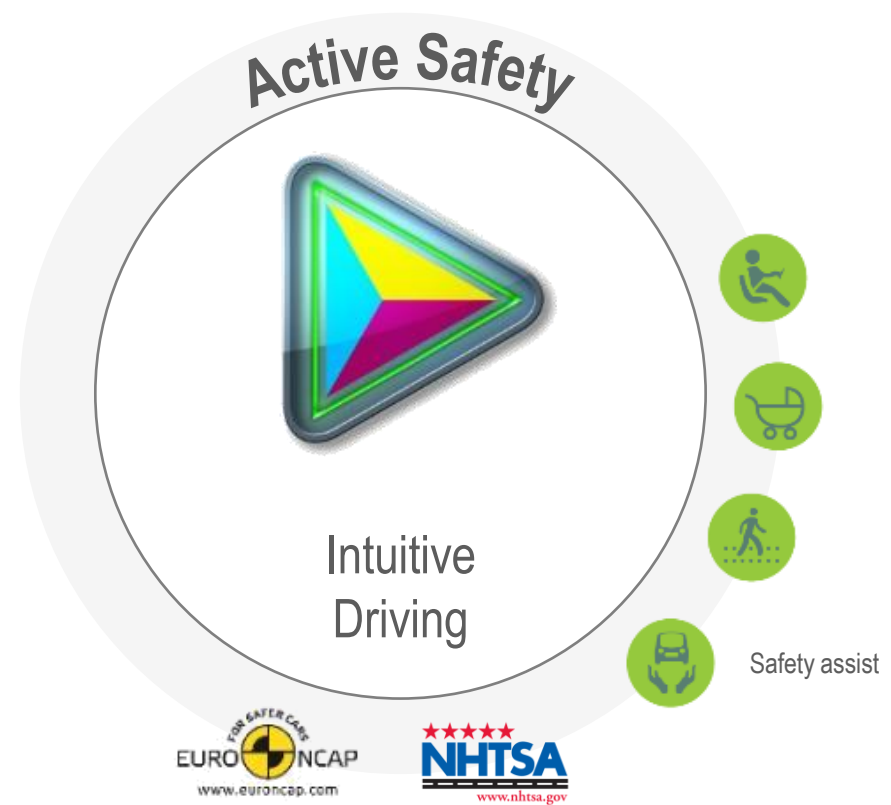 Active Safety
Intuitive
Driving
Safety assist
FOR SAFER CARS
EURO NCAP
www.euroncap.com
NHTSA
www.nhtsa.gov